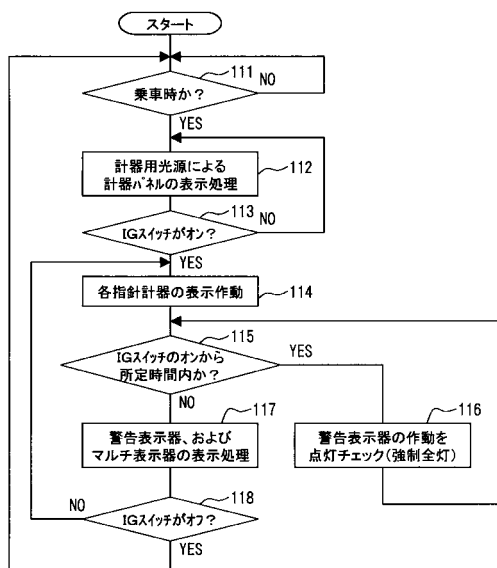 スタート
111
乗車時か?
NO
YES
計器用光源による
計器パネルの表示処理
112
113
IGスイッチがオン?
NO
YES
各指針計器の表示作動
114
115
IGスイッチのオンから
所定時間内か?
YES
NO
117
116
警告表示器、および
マルチ表示器の表示処理
警告表示器の作動を
点灯チェック(強制全灯)
118
NO
IGスイッチがオフ?
YES